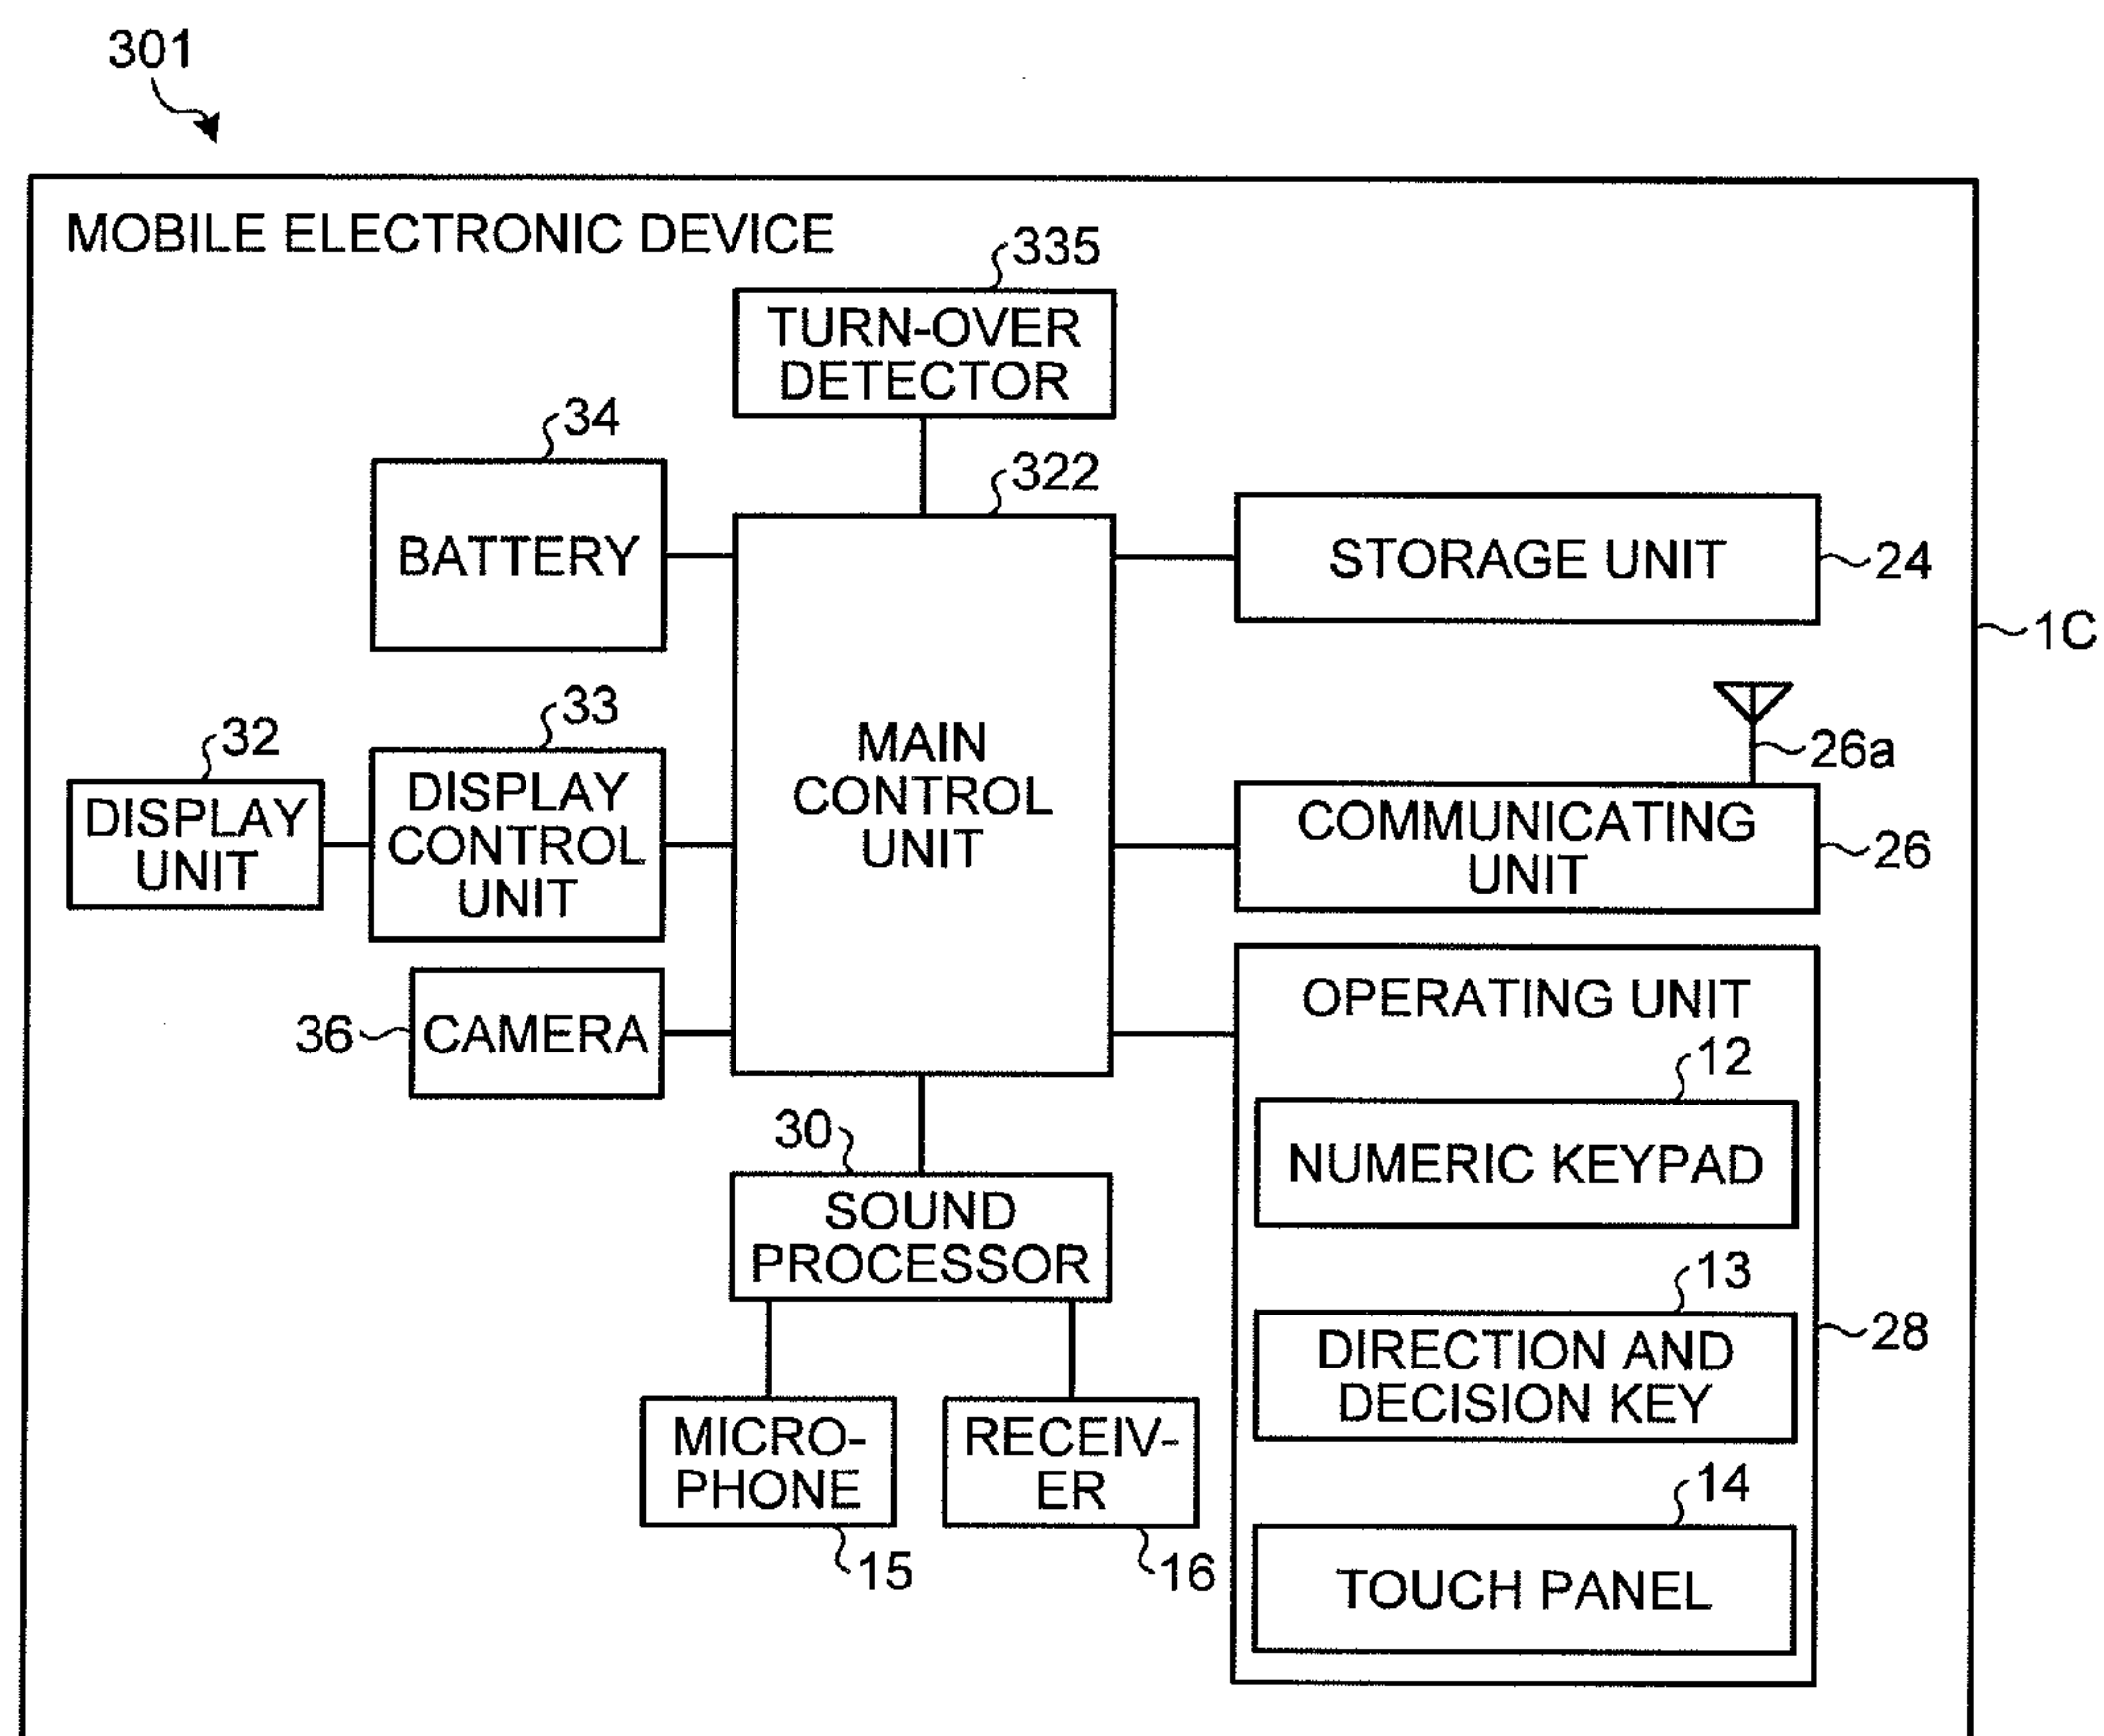 301
MOBILE ELECTRONIC DEVICE
335
TURN-OVER
DETECTOR
34
BATTERY
322
MAIN
CONTROL
UNIT
STORAGE UNIT
24
1C
32
DISPLAY
UNIT
33
DISPLAY
CONTROL
UNIT
26a
COMMUNICATING
UNIT
26
36
CAMERA
OPERATING UNIT
12
NUMERIC KEYPAD
13
DIRECTION AND
DECISION KEY
28
14
TOUCH PANEL
30
SOUND
PROCESSOR
MICRO-
PHONE
15
RECEIV-
ER
16